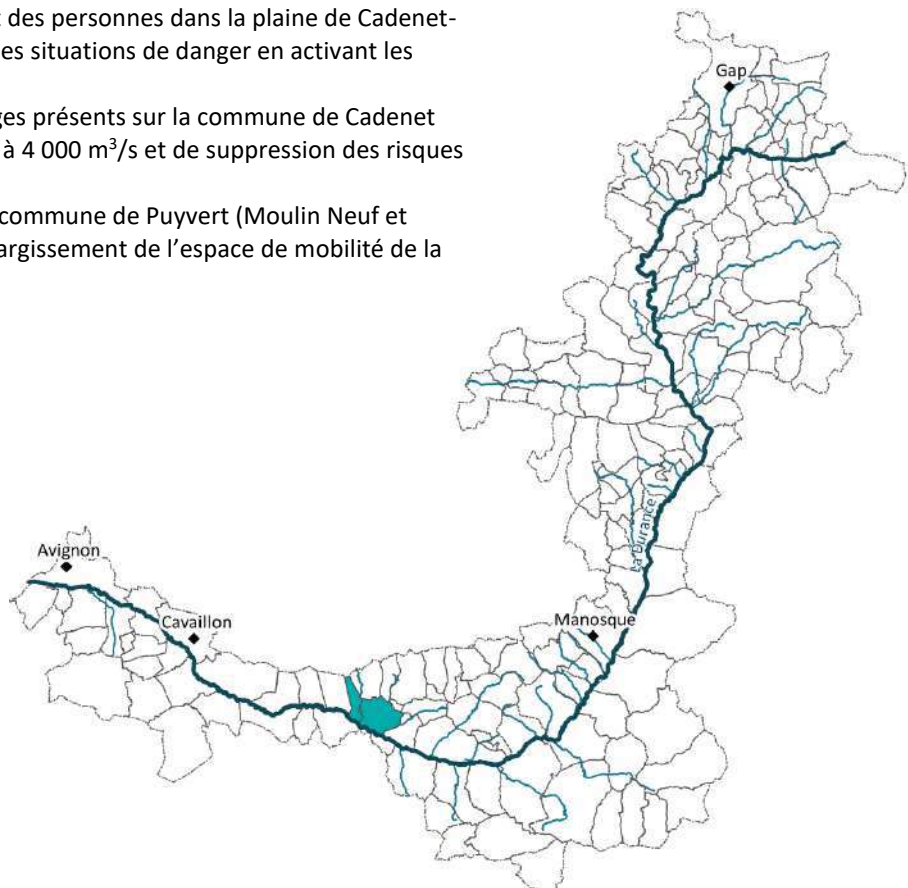 t des personnes dans la plaine de Cadenet-
es situations de danger en activant les
ges présents sur la commune de Cadenet
à 4 000 m³/s et de suppression des risques
commune de Puyvert (Moulin Neuf et
argissement de l’espace de mobilité de la
Gap
La Durance
Avignon
Cavaillon
Manosque